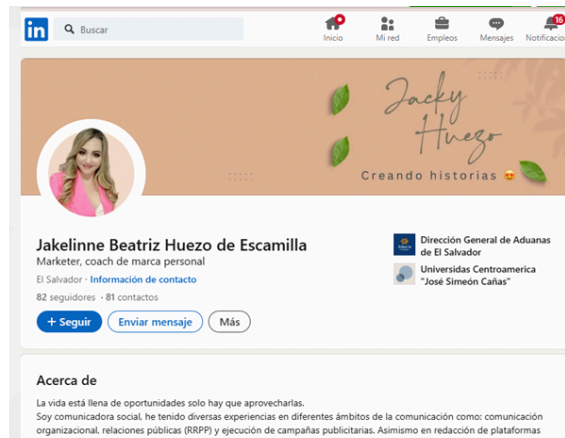 in
Buscar
16
Inicio
Mi red
Empleos
Mensajes
Notificacio
Jacky
Huezo
Creando historias 😍
Jakelinne Beatriz Huezo de Escamilla
Marketer, coach de marca personal
El Salvador · Información de contacto
82 seguidores · 81 contactos
+ Seguir
Enviar mensaje
Más
Dirección General de Aduanas
de El Salvador
Universidas Centroamerica
"José Simeón Cañas"
Acerca de
La vida está llena de oportunidades solo hay que aprovecharlas.
Soy comunicadora social, he tenido diversas experiencias en diferentes ámbitos de la comunicación como: comunicación
organizacional, relaciones públicas (RRPP) y ejecución de campañas publicitarias. Asimismo en redacción de plataformas